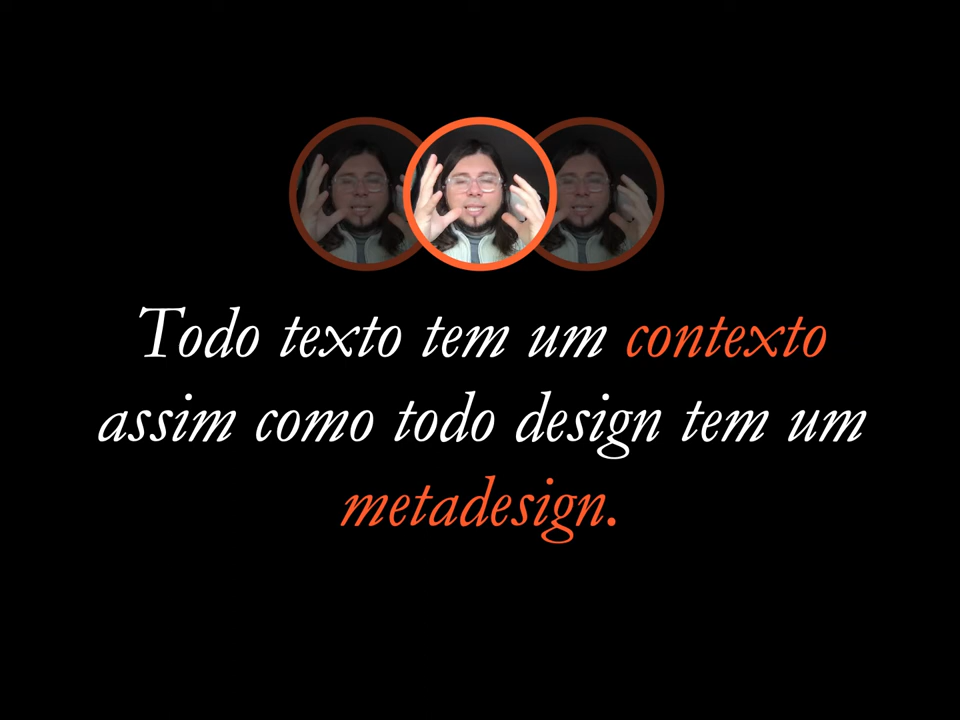 Todo texto tem um contexto
assim como todo design tem um
metadesign.